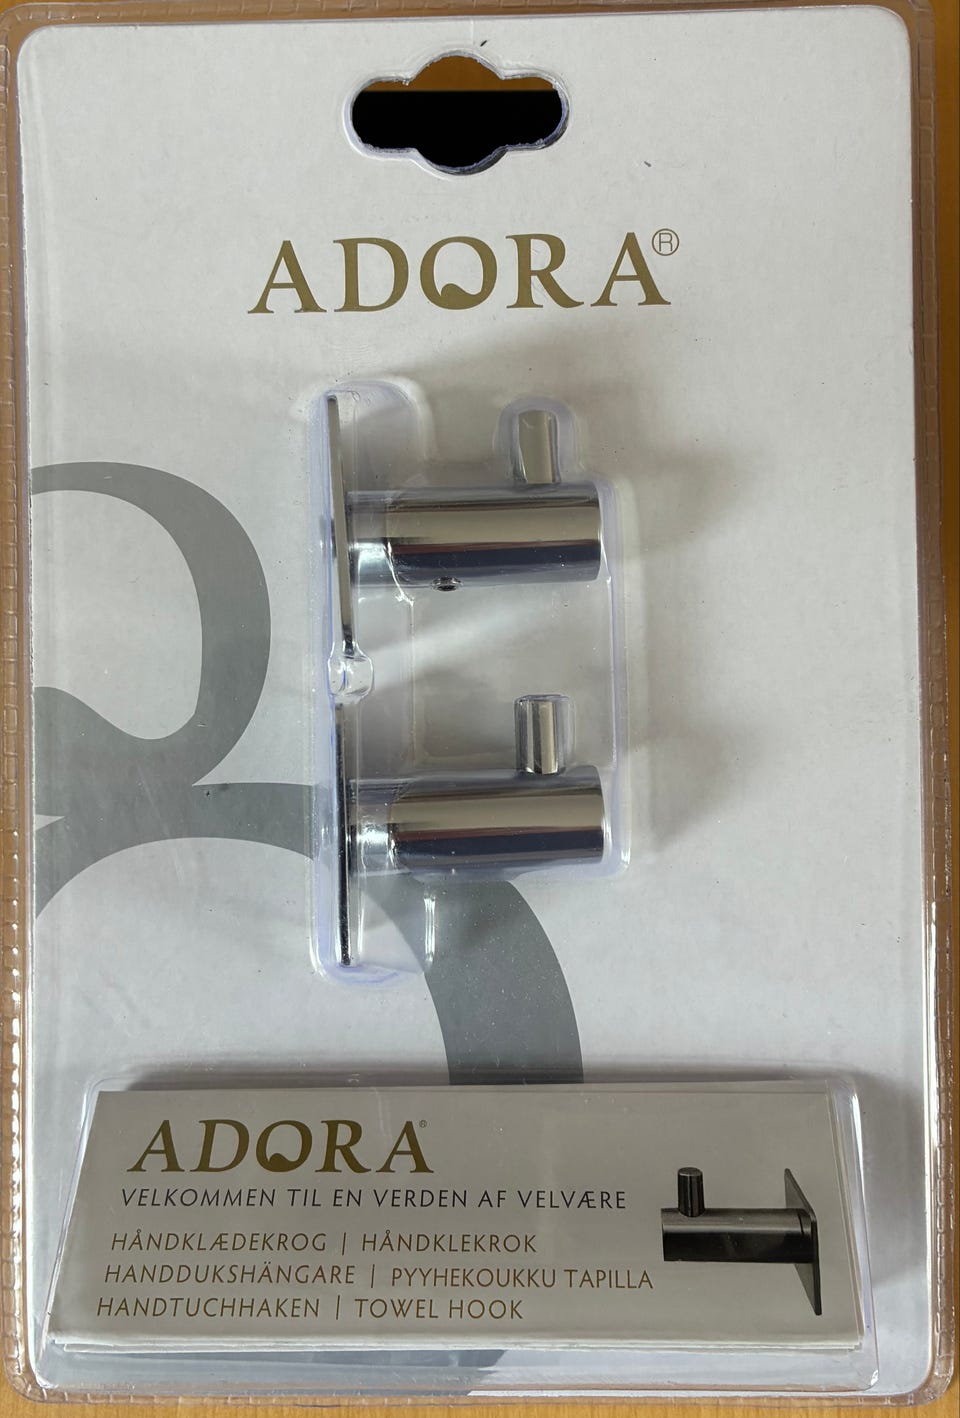 ADORA®
ADORA®
VELKOMMEN TIL EN VERDEN AF VELVÆRE
HÅNDKLÆDEKROG | HÅNDKLEKROK
HANDDUKSHÄNGARE | PYYHEKOUKKU TAPILLA
HANDTUCHHAKEN | TOWEL HOOK